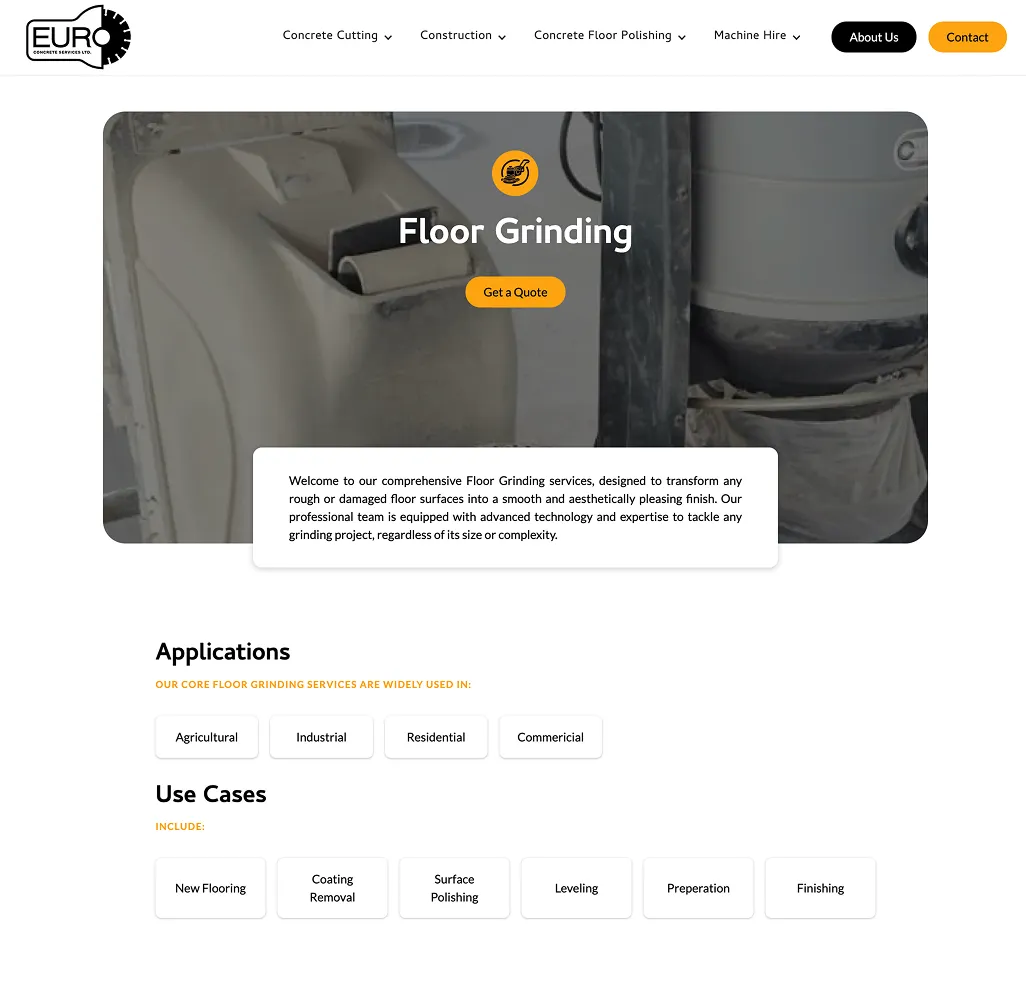 EURO
CONCRETE SERVICES LTD.
Concrete Cutting
Construction
Concrete Floor Polishing
Machine Hire
About Us
Contact
Floor Grinding
Get a Quote
Welcome to our comprehensive Floor Grinding services, designed to transform any
rough or damaged floor surfaces into a smooth and aesthetically pleasing finish. Our
professional team is equipped with advanced technology and expertise to tackle any
grinding project, regardless of its size or complexity.
Applications
OUR CORE FLOOR GRINDING SERVICES ARE WIDELY USED IN:
Agricultural
Industrial
Residential
Commericial
Use Cases
INCLUDE:
New Flooring
Coating
Removal
Surface
Polishing
Leveling
Preperation
Finishing